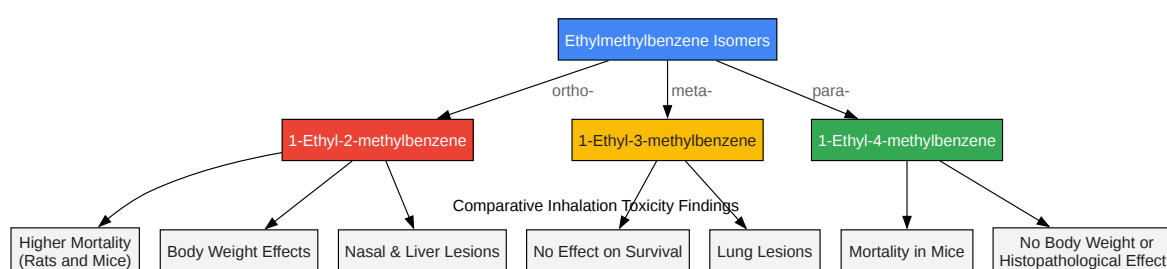 Ethylmethylbenzene Isomers
ortho-
meta-
para-
1-Ethyl-2-methylbenzene
1-Ethyl-3-methylbenzene
1-Ethyl-4-methylbenzene
Comparative Inhalation Toxicity Findings
Higher Mortality
(Rats and Mice)
Body Weight Effects
Nasal & Liver Lesions
No Effect on Survival
Lung Lesions
Mortality in Mice
No Body Weight or
Histopathological Effect